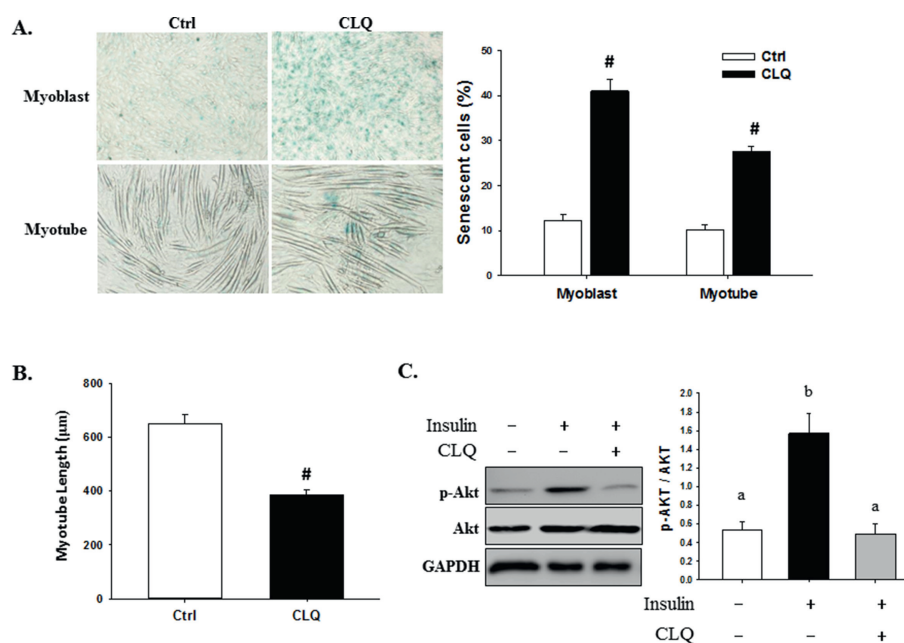 A.
Ctrl CLQ
Myoblast
Myotube
Senescent cells (%)
50
40
30
20
10
0
Ctrl
CLQ
# #
Myoblast Myotube
B.
Myotube Length (μm)
800
600
400
200
0
#
Ctrl CLQ
C.
Insulin – + +
CLQ – – +
p-Akt
Akt
GAPDH
p-AKT / AKT
2.0
1.8
1.6
1.4
1.2
1.0
0.8
0.6
0.4
0.2
0.0
a b a
Insulin – + +
CLQ – – +